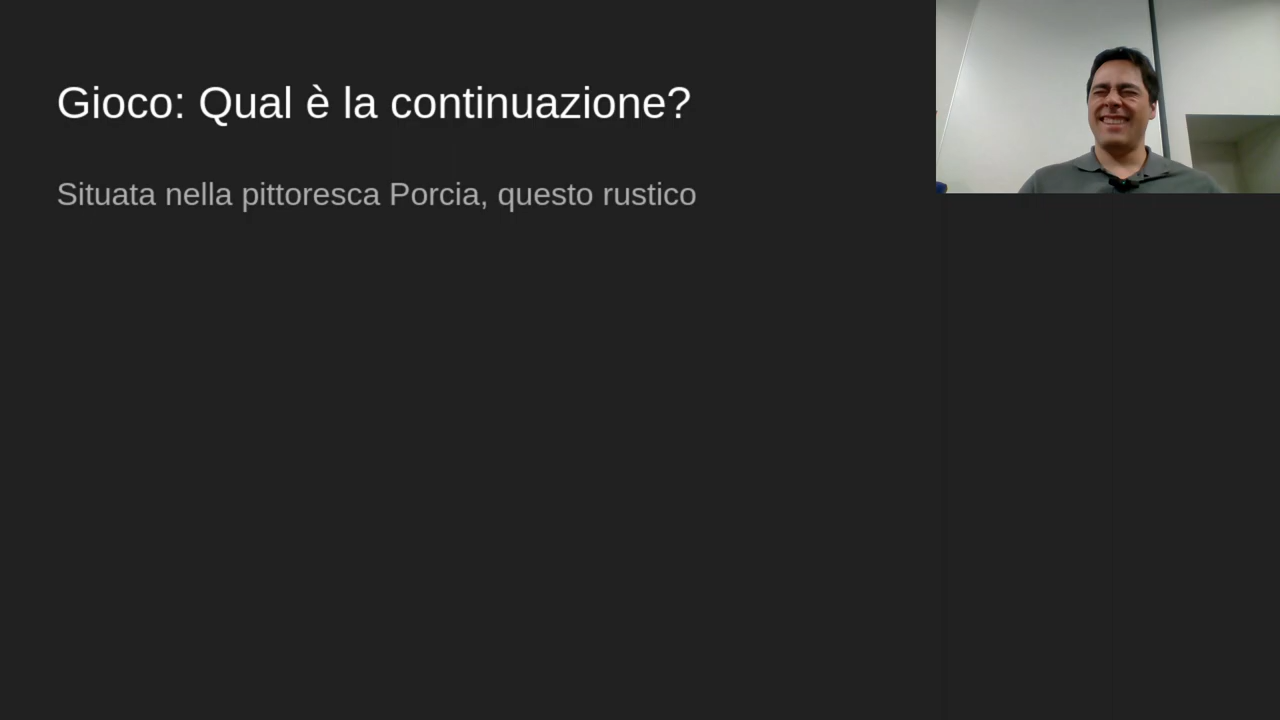 Gioco: Qual è la continuazione?
Situata nella pittoresca Porcia, questo rustico